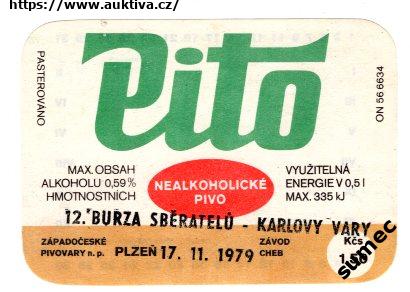 https://www.auktiva.cz/
Pito
PASTEROVÁNO
ON 56 6634
MAX. OBSAH
ALKOHOLU 0,59%
HMOTNOSTNÍCH
NEALKOHOLICKÉ
PIVO
VYUŽITELNÁ
ENERGIE V 0,5 l
MAX. 335 kJ
12. BURZA SBĚRATELŮ - KARLOVY VARY
ZÁPADOČESKÉ
PIVOVARY n. p.
PLZEŇ 17. 11. 1979
ZÁVOD
CHEB
Kčs
sumec